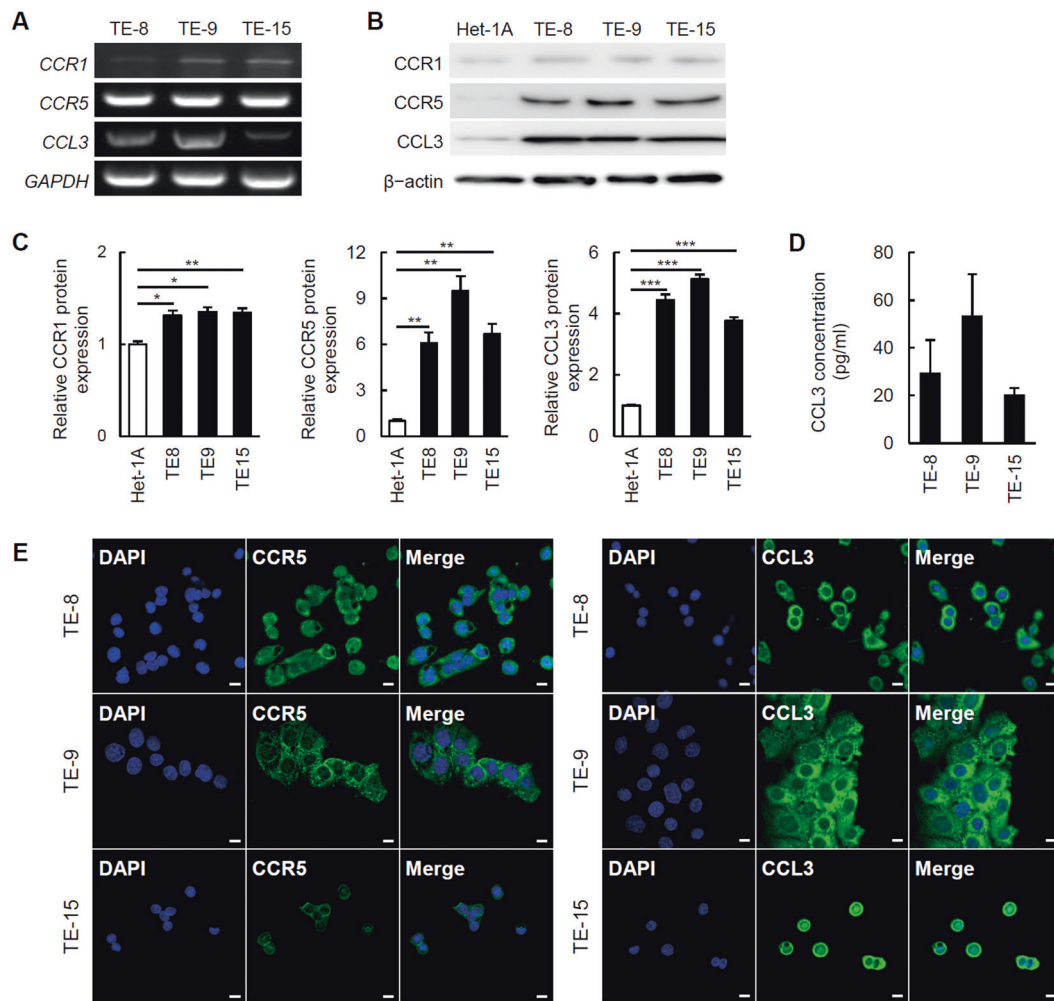 A
TE-8 TE-9 TE-15
CCR1
CCR5
CCL3
GAPDH
B
Het-1A TE-8 TE-9 TE-15
CCR1
CCR5
CCL3
β−actin
C
Relative CCR1 protein
expression
2
1
0
**
*
*
Het-1A TE8 TE9 TE15
Relative CCR5 protein
expression
12
9
6
3
0
**
**
**
Het-1A TE8 TE9 TE15
Relative CCL3 protein
expression
6
4
2
0
***
***
***
Het-1A TE8 TE9 TE15
D
CCL3 concentration
(pg/ml)
80
60
40
20
0
TE-8 TE-9 TE-15
E
TE-8
DAPI CCR5 Merge
TE-9
DAPI CCR5 Merge
TE-15
DAPI CCR5 Merge
TE-8
DAPI CCL3 Merge
TE-9
DAPI CCL3 Merge
TE-15
DAPI CCL3 Merge